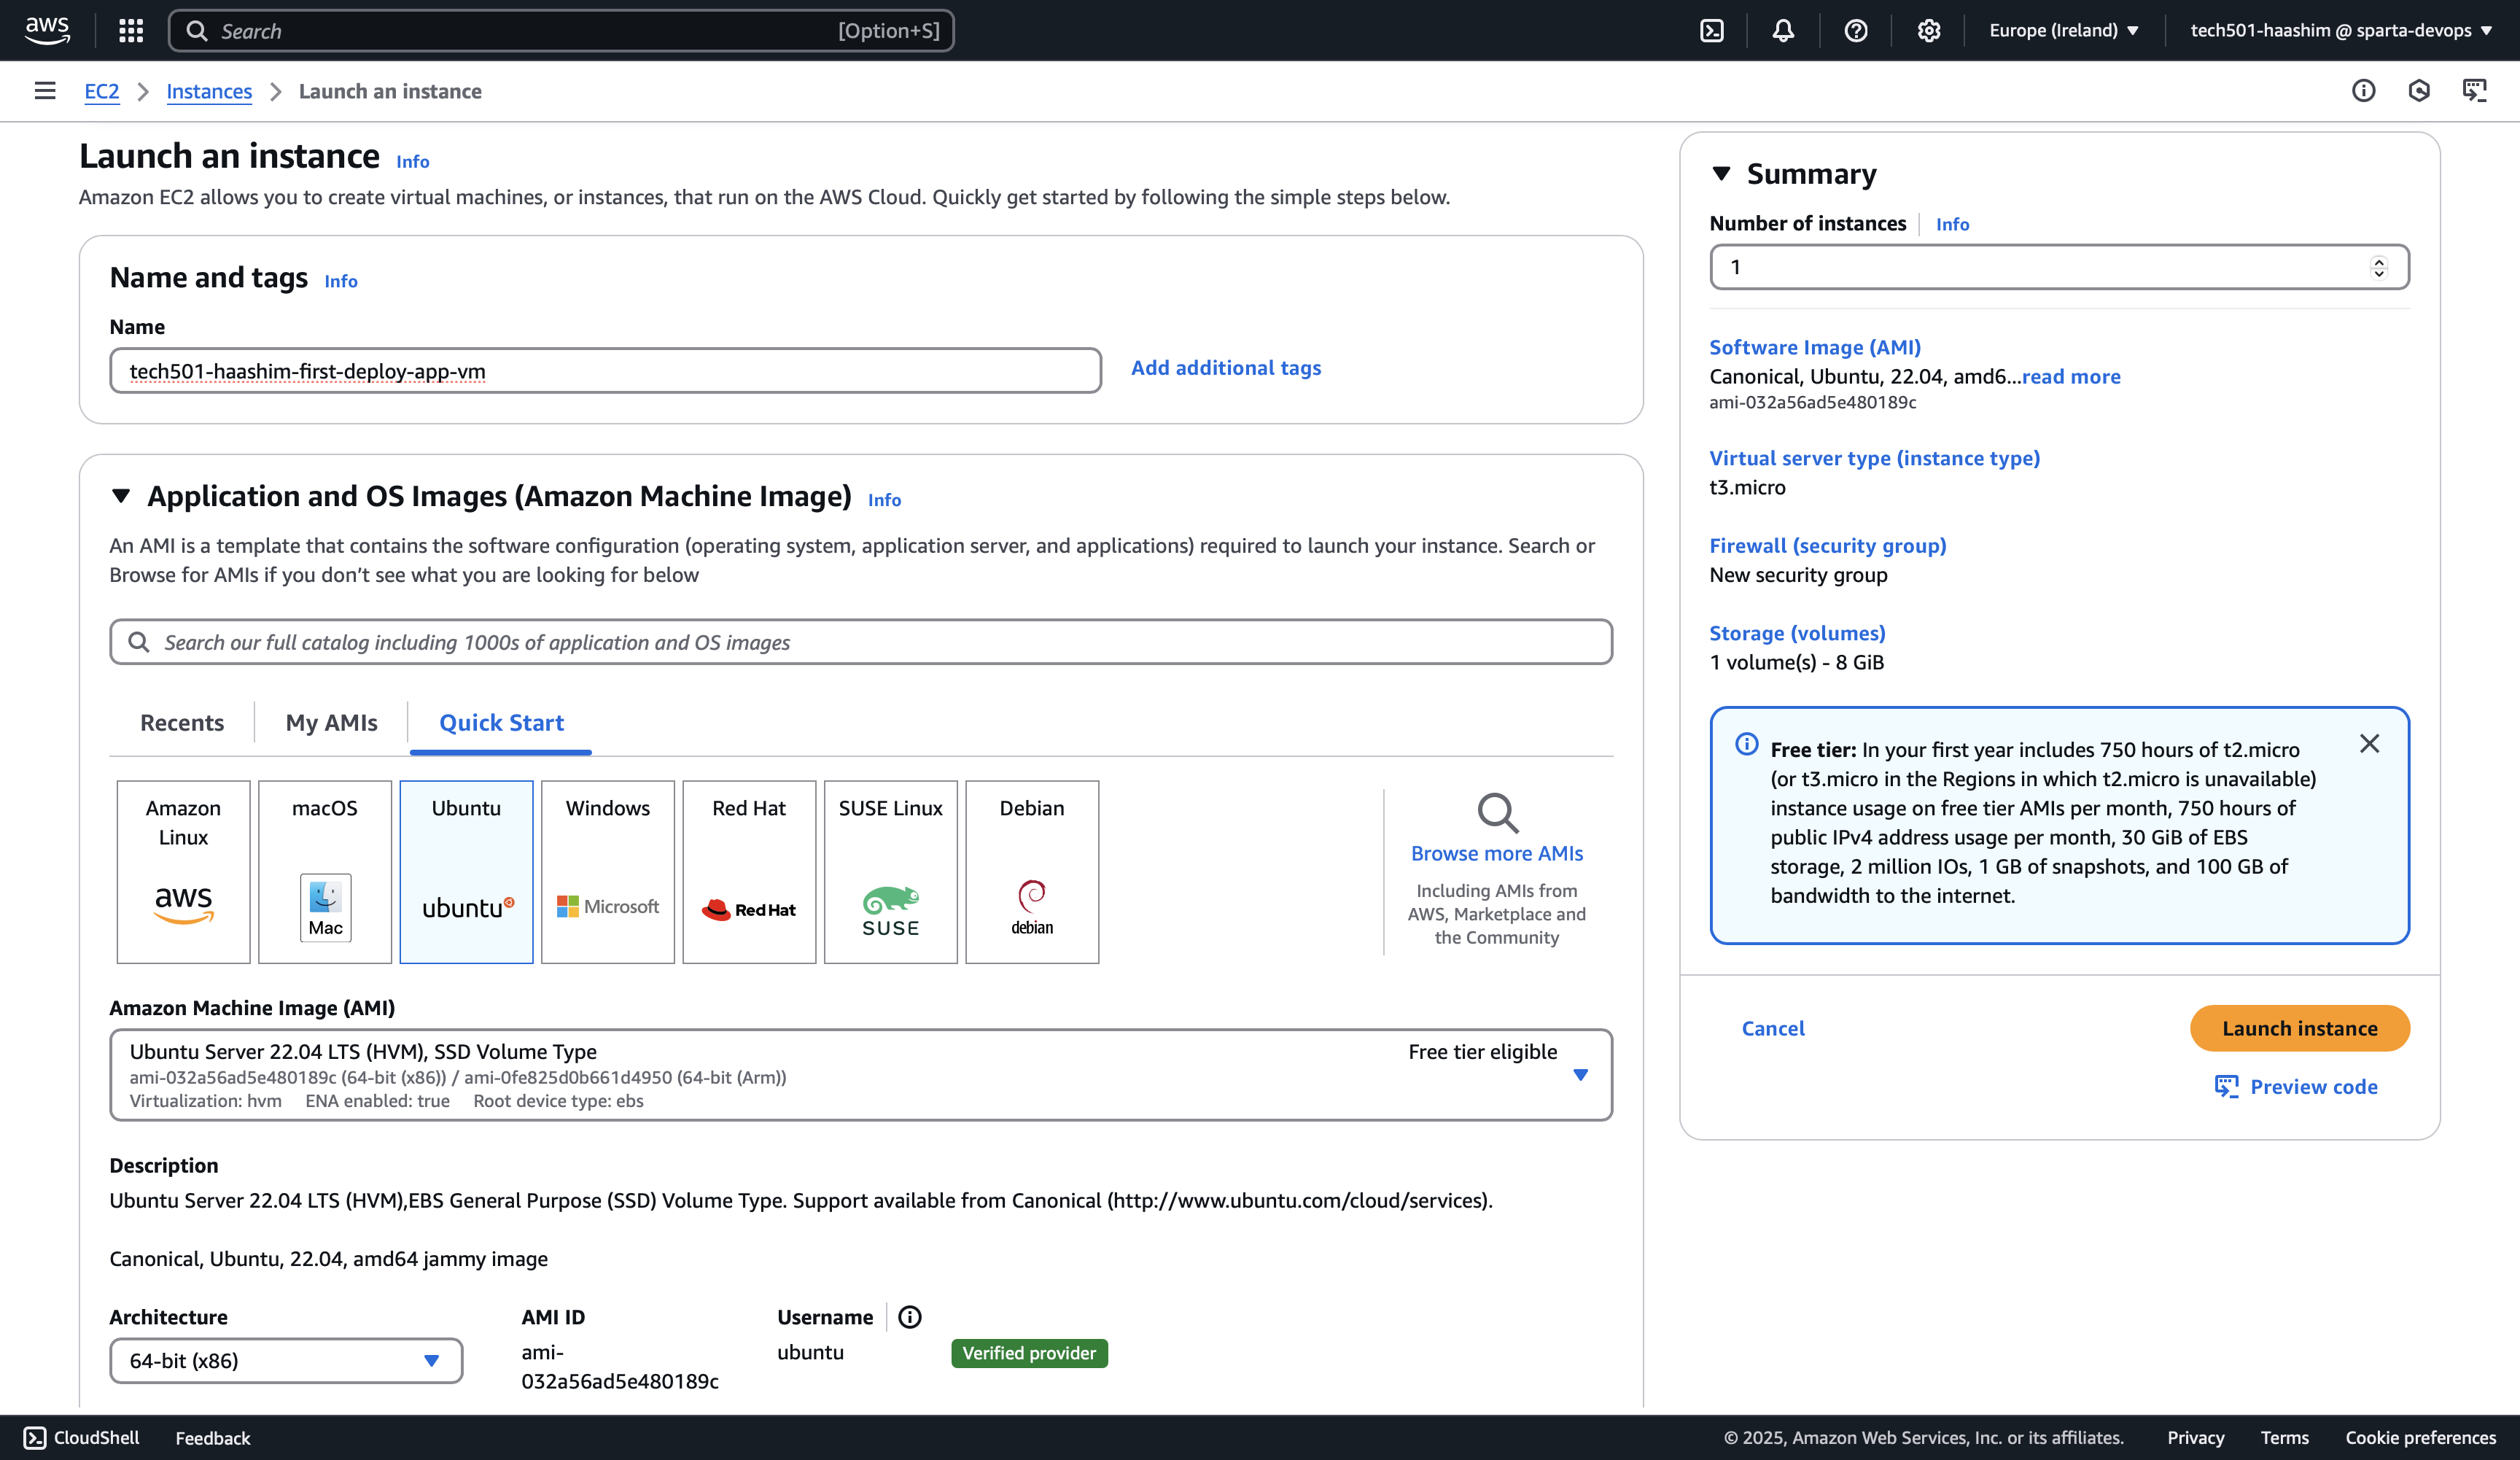 aws
Search
[Option+S]
Europe (Ireland)
tech501-haashim @ sparta-devops
EC2
Instances
Launch an instance
Launch an instance
Info
Amazon EC2 allows you to create virtual machines, or instances, that run on the AWS Cloud. Quickly get started by following the simple steps below.
Name and tags
Info
Name
tech501-haashim-first-deploy-app-vm
Add additional tags
Application and OS Images (Amazon Machine Image)
Info
An AMI is a template that contains the software configuration (operating system, application server, and applications) required to launch your instance. Search or
Browse for AMIs if you don’t see what you are looking for below
Search our full catalog including 1000s of application and OS images
Recents
My AMIs
Quick Start
Amazon
Linux
aws
macOS
Mac
Ubuntu
ubuntu
Windows
Microsoft
Red Hat
Red Hat
SUSE Linux
SUSE
Debian
debian
Browse more AMIs
Including AMIs from
AWS, Marketplace and
the Community
Amazon Machine Image (AMI)
Ubuntu Server 22.04 LTS (HVM), SSD Volume Type
Free tier eligible
ami-032a56ad5e480189c (64-bit (x86)) / ami-0fe825d0b661d4950 (64-bit (Arm))
Virtualization: hvm ENA enabled: true Root device type: ebs
Description
Ubuntu Server 22.04 LTS (HVM),EBS General Purpose (SSD) Volume Type. Support available from Canonical (http://www.ubuntu.com/cloud/services).
Canonical, Ubuntu, 22.04, amd64 jammy image
Architecture
64-bit (x86)
AMI ID
ami-
032a56ad5e480189c
Username
ubuntu
Verified provider
Summary
Number of instances
Info
1
Software Image (AMI)
Canonical, Ubuntu, 22.04, amd6...read more
ami-032a56ad5e480189c
Virtual server type (instance type)
t3.micro
Firewall (security group)
New security group
Storage (volumes)
1 volume(s) - 8 GiB
Free tier: In your first year includes 750 hours of t2.micro
(or t3.micro in the Regions in which t2.micro is unavailable)
instance usage on free tier AMIs per month, 750 hours of
public IPv4 address usage per month, 30 GiB of EBS
storage, 2 million IOs, 1 GB of snapshots, and 100 GB of
bandwidth to the internet.
Cancel
Launch instance
Preview code
CloudShell
Feedback
© 2025, Amazon Web Services, Inc. or its affiliates.
Privacy
Terms
Cookie preferences